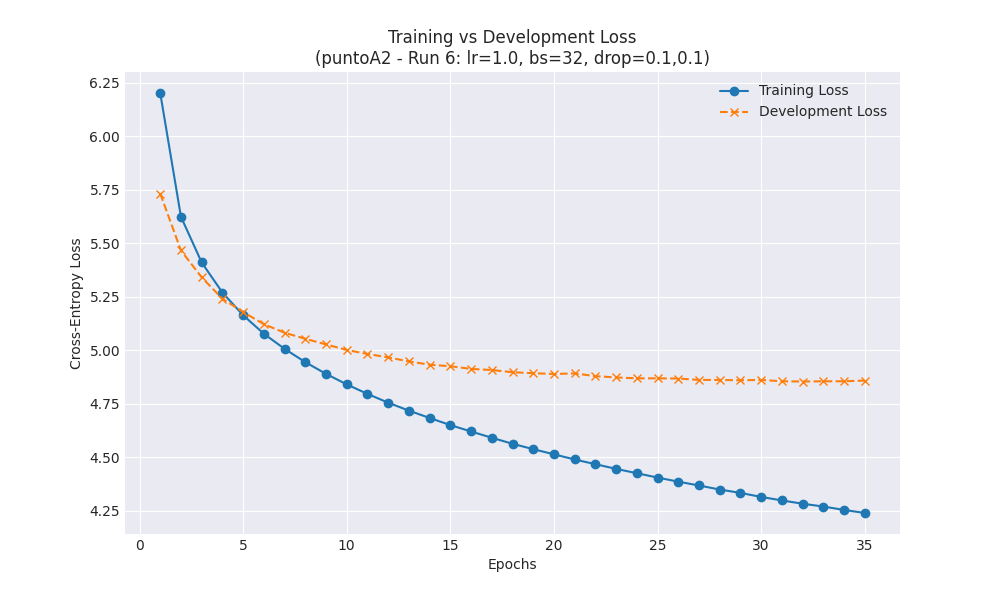 Training vs Development Loss
(puntoA2 - Run 6: lr=1.0, bs=32, drop=0.1,0.1)
Training Loss
Development Loss
Cross-Entropy Loss
6.25
6.00
5.75
5.50
5.25
5.00
4.75
4.50
4.25
0 5 10 15 20 25 30 35
Epochs